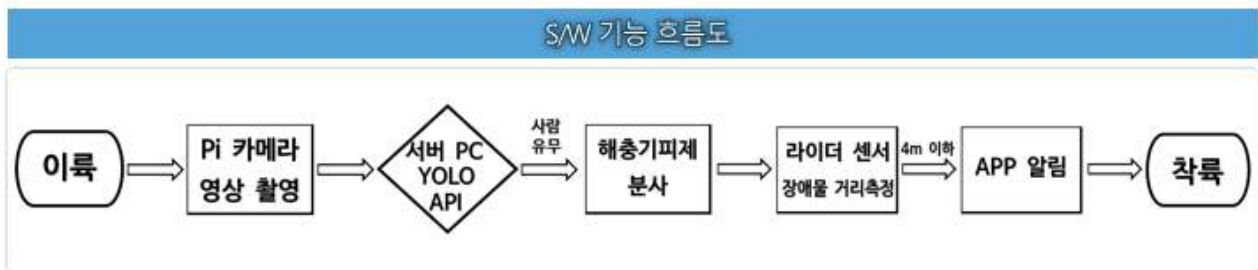 S/W 기능 흐름도
이륙
Pi 카메라
영상 촬영
서버 PC
YOLO
API
사람
유무
해충기피제
분사
라이더 센서
장애물 거리측정
4m 이하
APP 알림
착륙